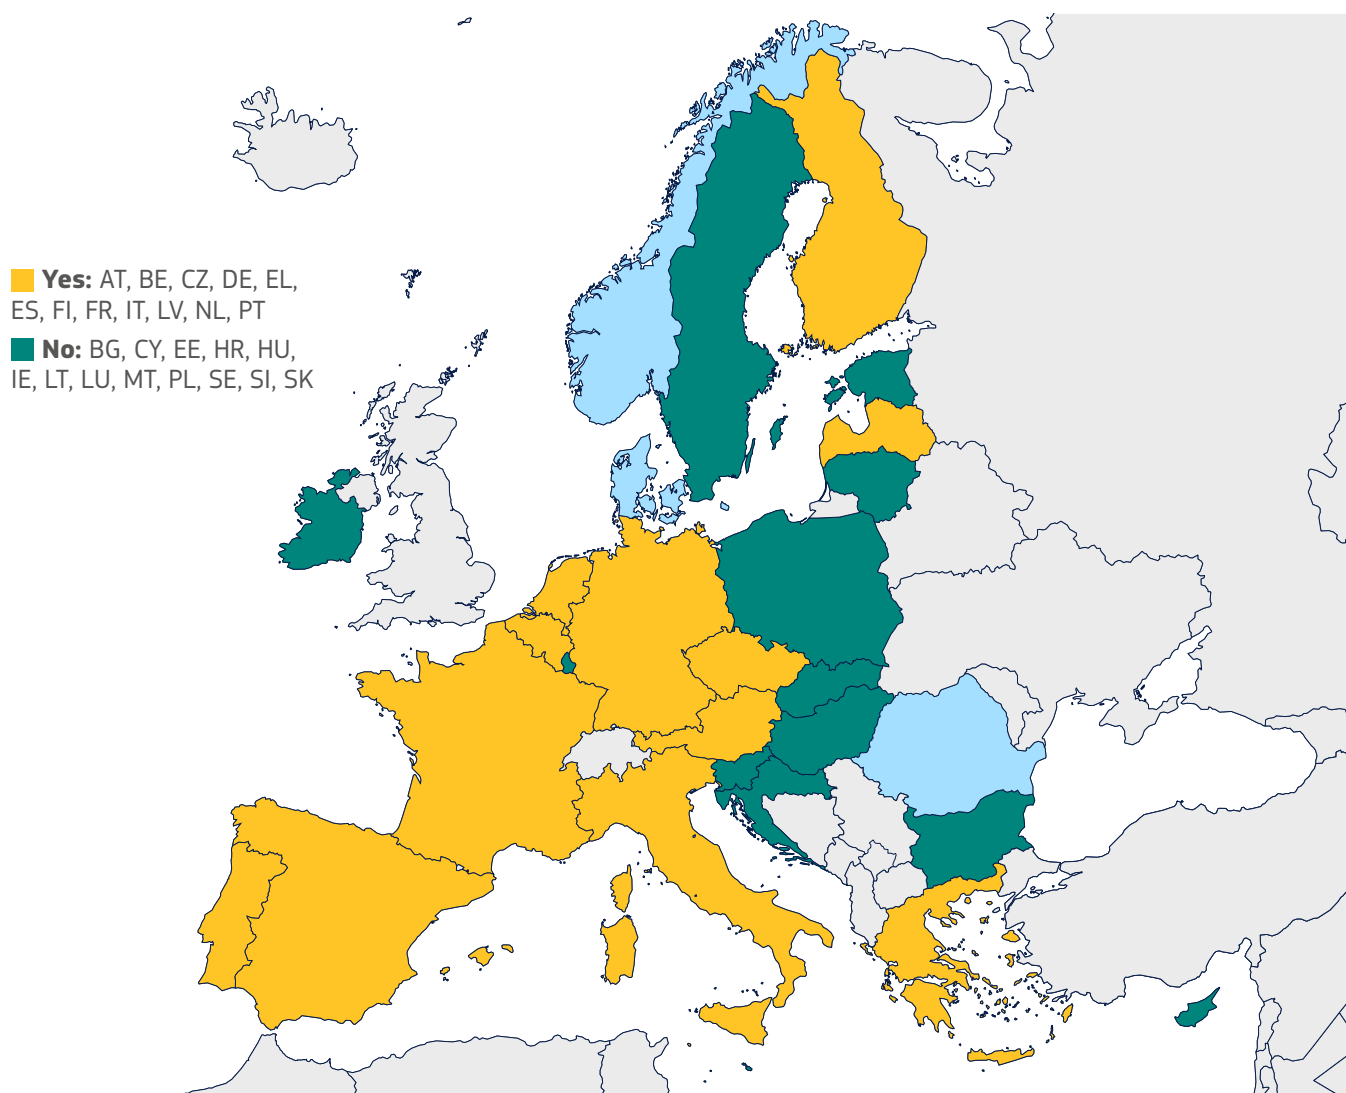 Yes: AT, BE, CZ, DE, EL,
ES, FI, FR, IT, LV, NL, PT
No: BG, CY, EE, HR, HU,
IE, LT, LU, MT, PL, SE, SI, SK